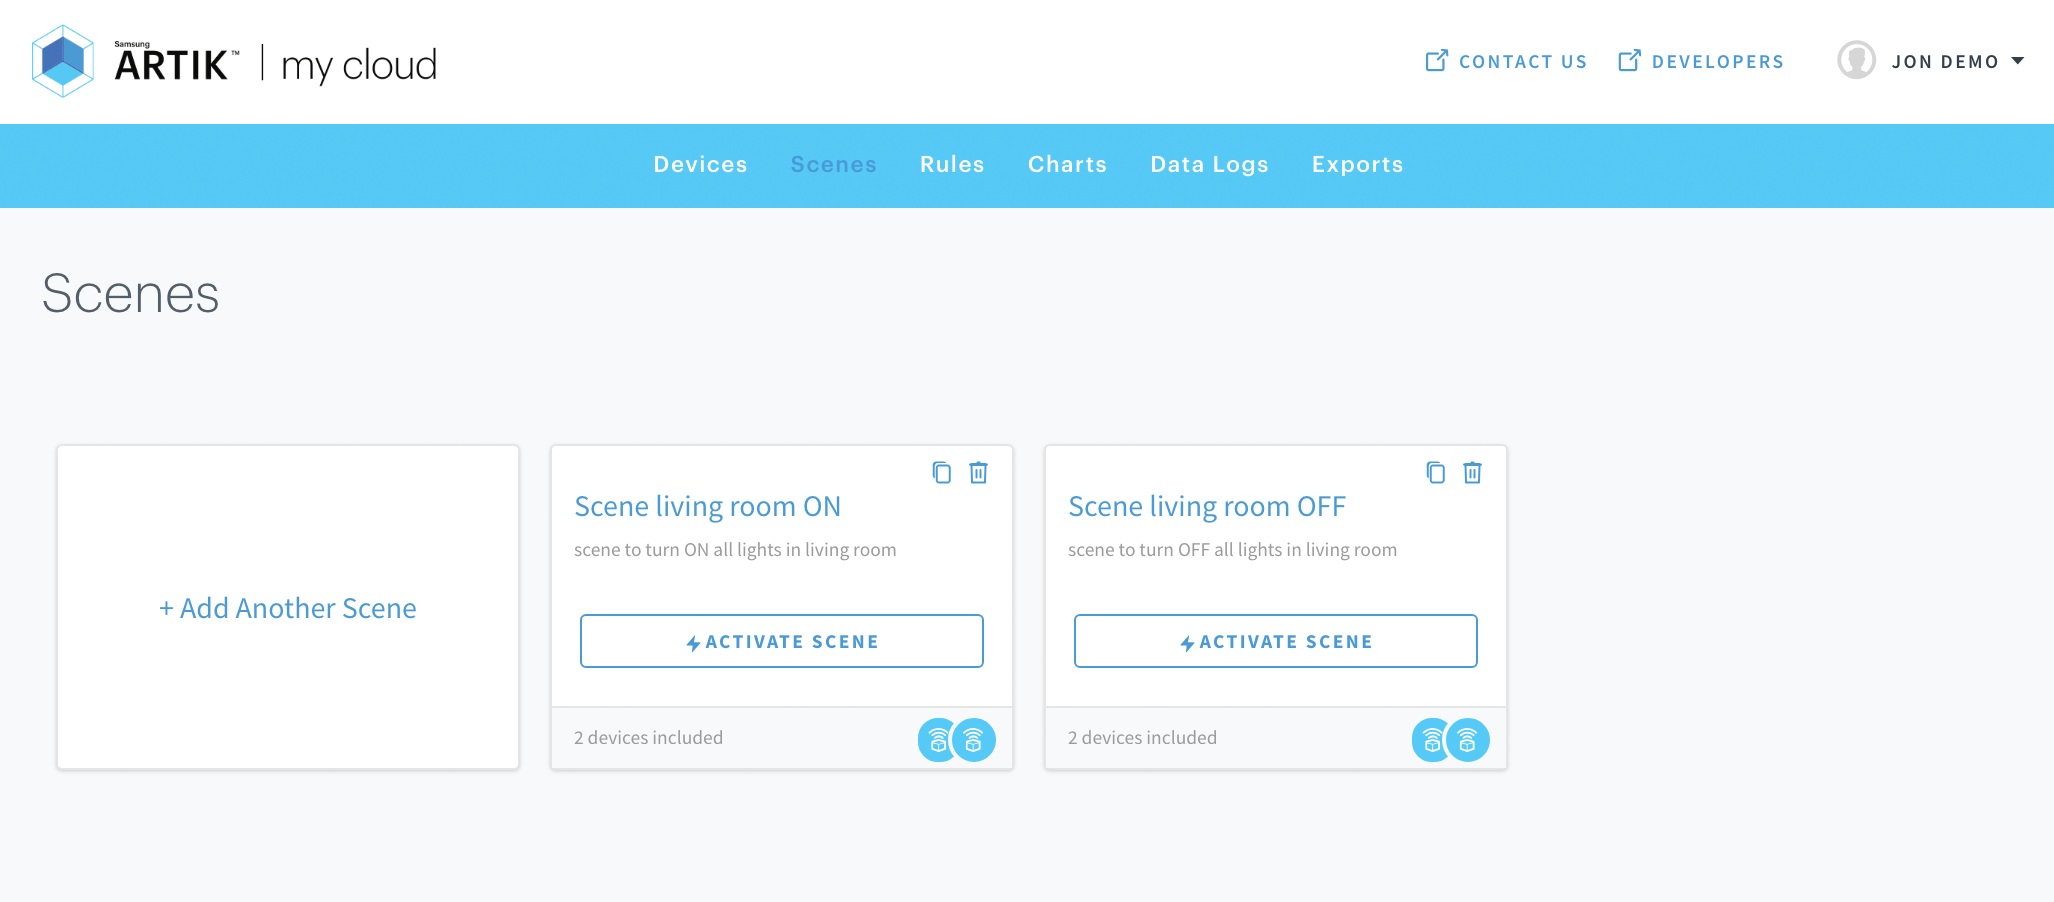 Samsung
ARTIK™ | my cloud
CONTACT US
DEVELOPERS
JON DEMO
Devices
Scenes
Rules
Charts
Data Logs
Exports
Scenes
+ Add Another Scene
Scene living room ON
scene to turn ON all lights in living room
ACTIVATE SCENE
2 devices included
Scene living room OFF
scene to turn OFF all lights in living room
ACTIVATE SCENE
2 devices included